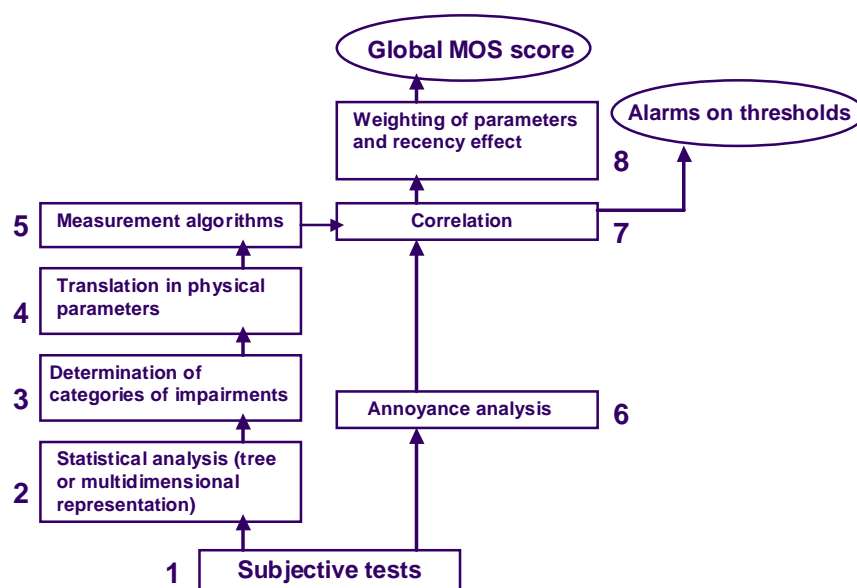 Global MOS score
Weighting of parameters
and recency effect
8
Alarms on thresholds
5
Measurement algorithms
Correlation
7
4
Translation in physical
parameters
3
Determination of
categories of impairments
Annoyance analysis
6
2
Statistical analysis (tree
or multidimensional
representation)
1
Subjective tests